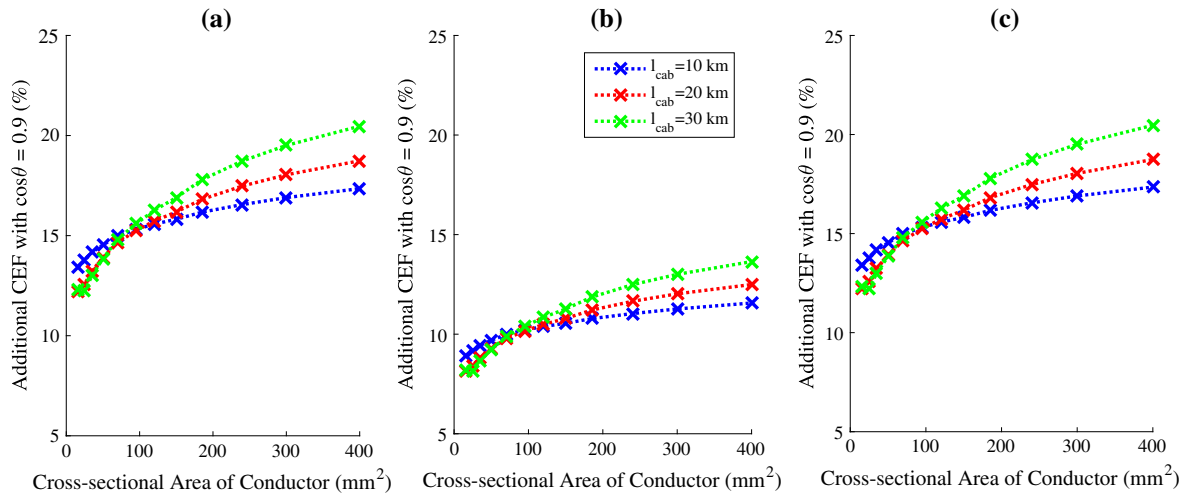 (a)
Additional CEF with cosθ = 0.9 (%)
25
20
15
10
5
0
100
200
300
400
Cross-sectional Area of Conductor (mm²)
(b)
Additional CEF with cosθ = 0.9 (%)
25
20
15
10
5
0
100
200
300
400
Cross-sectional Area of Conductor (mm²)
l_cab=10 km
l_cab=20 km
l_cab=30 km
(c)
Additional CEF with cosθ = 0.9 (%)
25
20
15
10
5
0
100
200
300
400
Cross-sectional Area of Conductor (mm²)